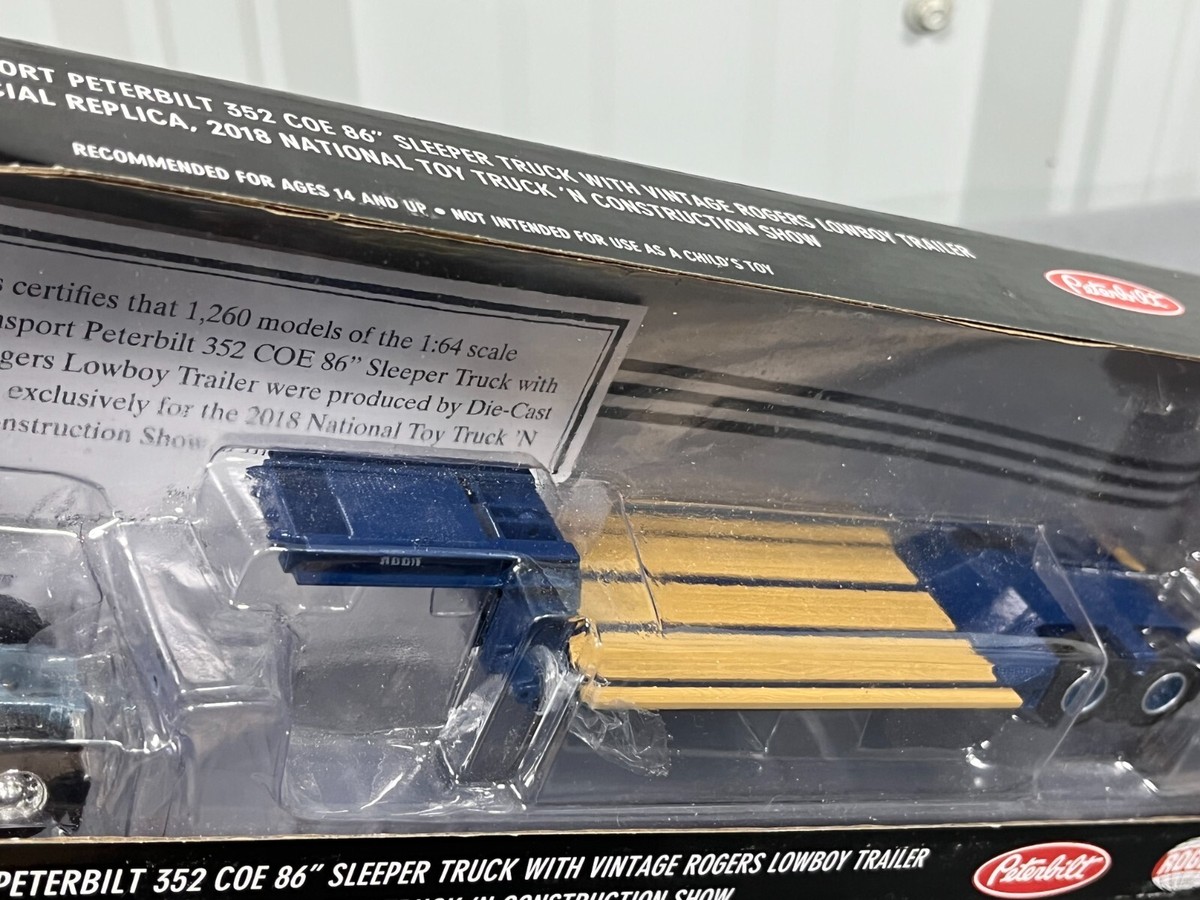 ORT PETERBILT 352 COE 86” SLEEPER TRUCK WITH VINTAGE ROGERS LOWBOY TRAILER
CIAL REPLICA, 2018 NATIONAL TOY TRUCK 'N CONSTRUCTION SHOW
RECOMMENDED FOR AGES 14 AND UP • NOT INTENDED FOR USE AS A CHILD'S TOY
Peterbilt
s certifies that 1,260 models of the 1:64 scale
nsport Peterbilt 352 COE 86” Sleeper Truck with
gers Lowboy Trailer were produced by Die-Cast
exclusively for the 2018 National Toy Truck 'N
nstruction Show
PETERBILT 352 COE 86” SLEEPER TRUCK WITH VINTAGE ROGERS LOWBOY TRAILER
Peterbilt
TRUCK 'N CONSTRUCTION SHOW